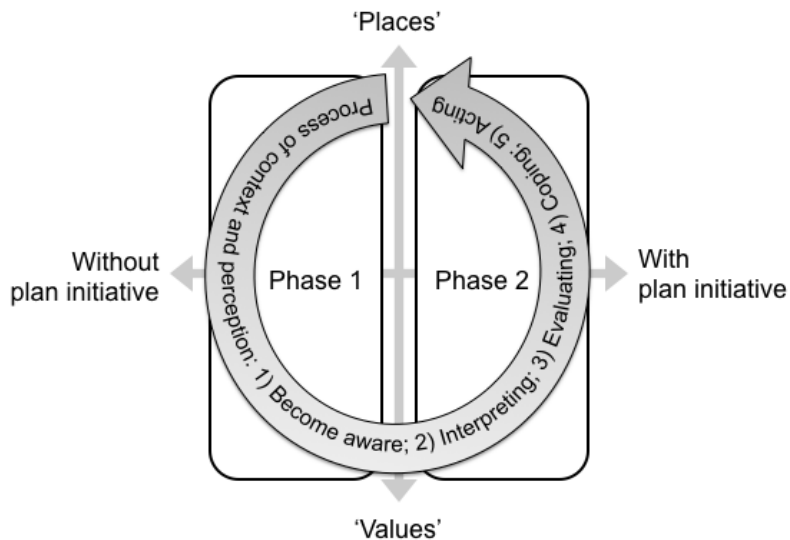 ‘Places’
Process of context and perception: 1) Become aware; 2) Interpreting; 3) Evaluating; 4) Coping; 5) Acting
Without
plan initiative
Phase 1
Phase 2
With
plan initiative
‘Values’